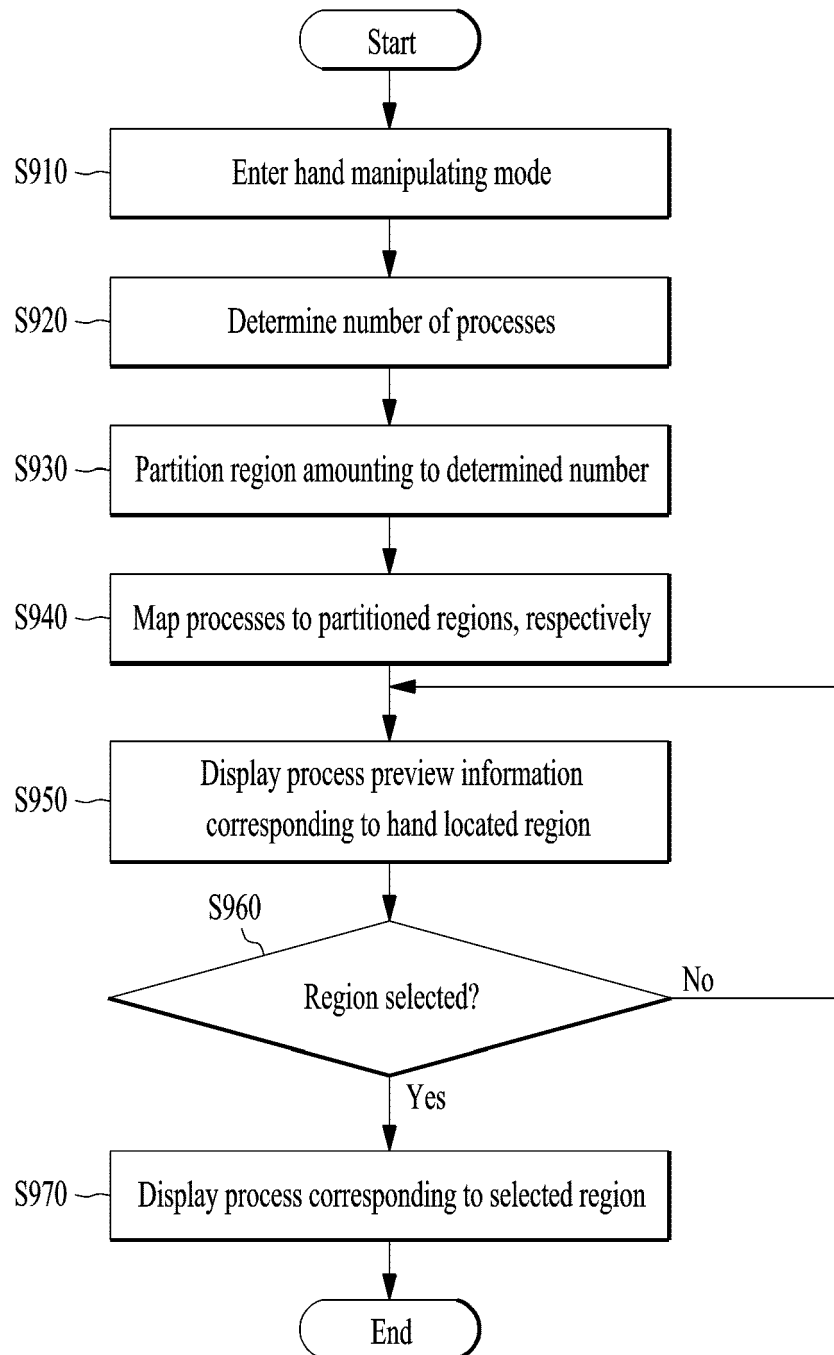 Start
S910
Enter hand manipulating mode
S920
Determine number of processes
S930
Partition region amounting to determined number
S940
Map processes to partitioned regions, respectively
S950
Display process preview information
corresponding to hand located region
S960
Region selected?
No
Yes
S970
Display process corresponding to selected region
End